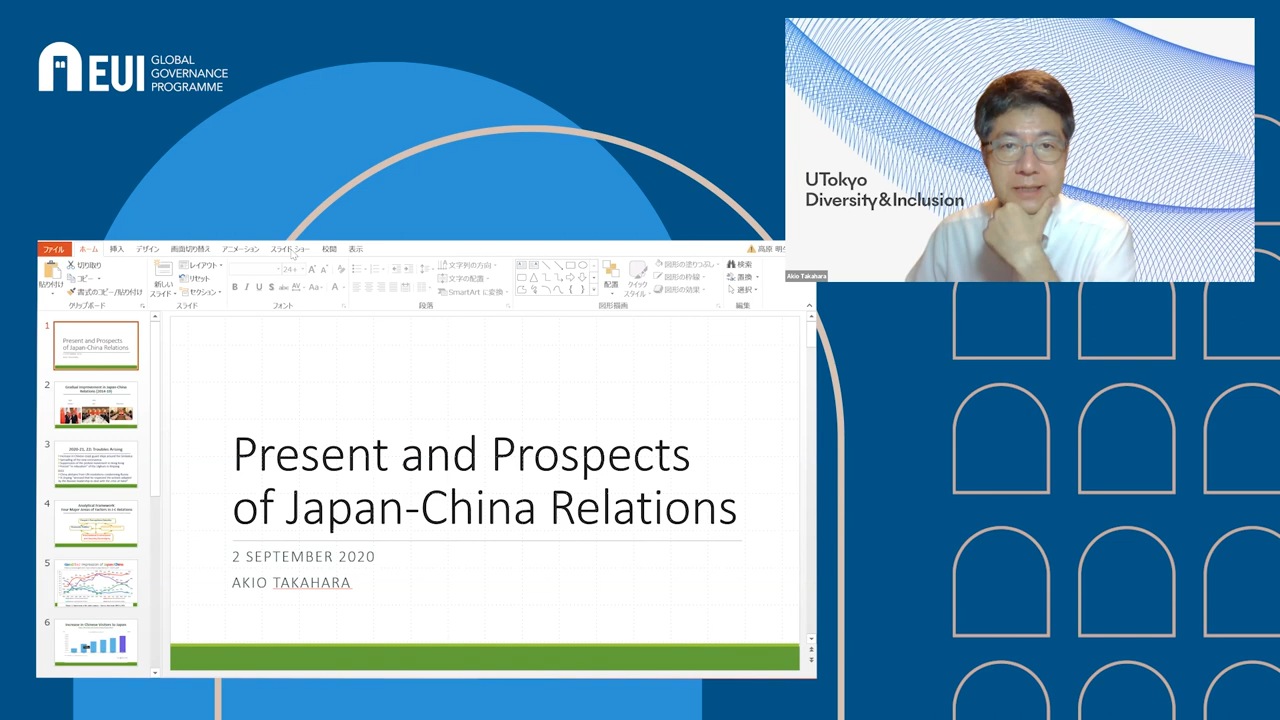 EUI
GLOBAL
GOVERNANCE
PROGRAMME
UTokyo
Diversity&Inclusion
Akio Takahara
ファイル ホーム 挿入 デザイン 画面切り替え アニメーション スライド ショー 校閲 表示
切り取り
コピー
書式のコピー/貼り付け
貼り付け
クリップボード
新しい
スライド
レイアウト
リセット
セクション
スライド
24
B I U S abc AV Aa A
フォント
文字列の方向
文字の配置
SmartArt に変換
段落
配置
クイック
スタイル
図形の塗りつぶし
図形の枠線
図形の効果
図形描画
検索
置換
選択
編集
1
Present and Prospects
of Japan-China Relations
2
Gradual Improvement in Japan-China
Relations (2014-19)
3
4
Analytical Framework
5
6
Increase in Chinese Visitors to Japan
Present and Prospects
of Japan-China Relations
2 SEPTEMBER 2020
AKIO TAKAHARA